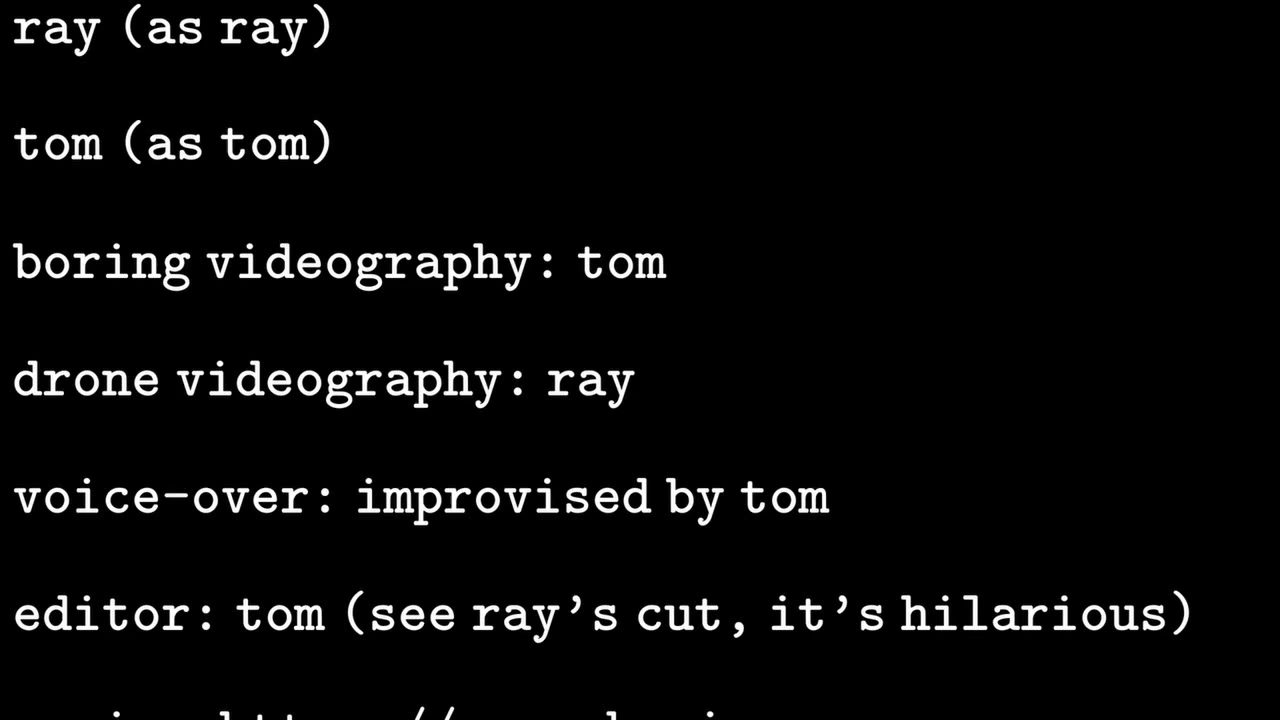 ray (as ray)
tom (as tom)
boring videography: tom
drone videography: ray
voice-over: improvised by tom
editor: tom (see ray’s cut, it’s hilarious)